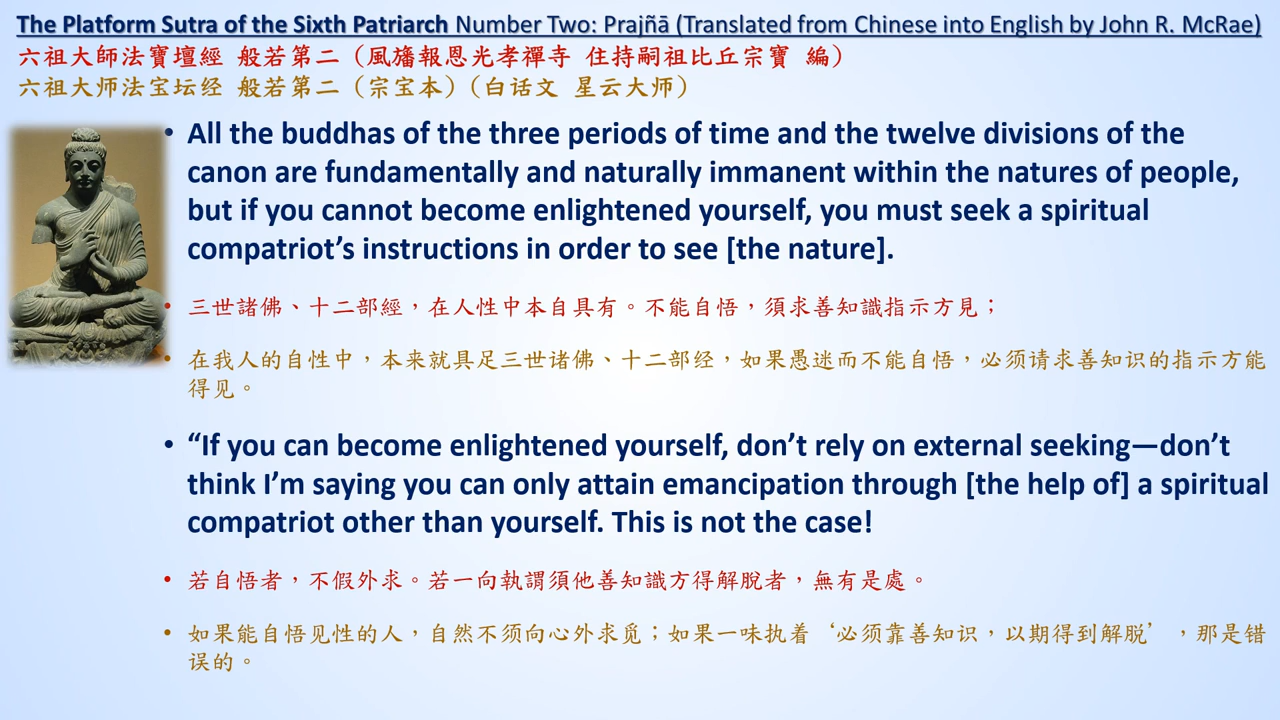 The Platform Sutra of the Sixth Patriarch Number Two: Prajñā (Translated from Chinese into English by John R. McRae)
六祖大師法寶壇經 般若第二（風旛報恩光孝禪寺 住持嗣祖比丘宗寶 編）
六祖大师法宝坛经 般若第二（宗宝本）（白话文 星云大师）
• All the buddhas of the three periods of time and the twelve divisions of the
canon are fundamentally and naturally immanent within the natures of people,
but if you cannot become enlightened yourself, you must seek a spiritual
compatriot’s instructions in order to see [the nature].
• 三世諸佛、十二部經，在人性中本自具有。不能自悟，須求善知識指示方見；
• 在我人的自性中，本来就具足三世诸佛、十二部经，如果愚迷而不能自悟，必须请求善知识的指示方能
得见。
• “If you can become enlightened yourself, don’t rely on external seeking—don’t
think I’m saying you can only attain emancipation through [the help of] a spiritual
compatriot other than yourself. This is not the case!
• 若自悟者，不假外求。若一向執謂須他善知識方得解脫者，無有是處。
• 如果能自悟见性的人，自然不须向心外求觅；如果一味执着‘必须靠善知识，以期得到解脱’，那是错
误的。